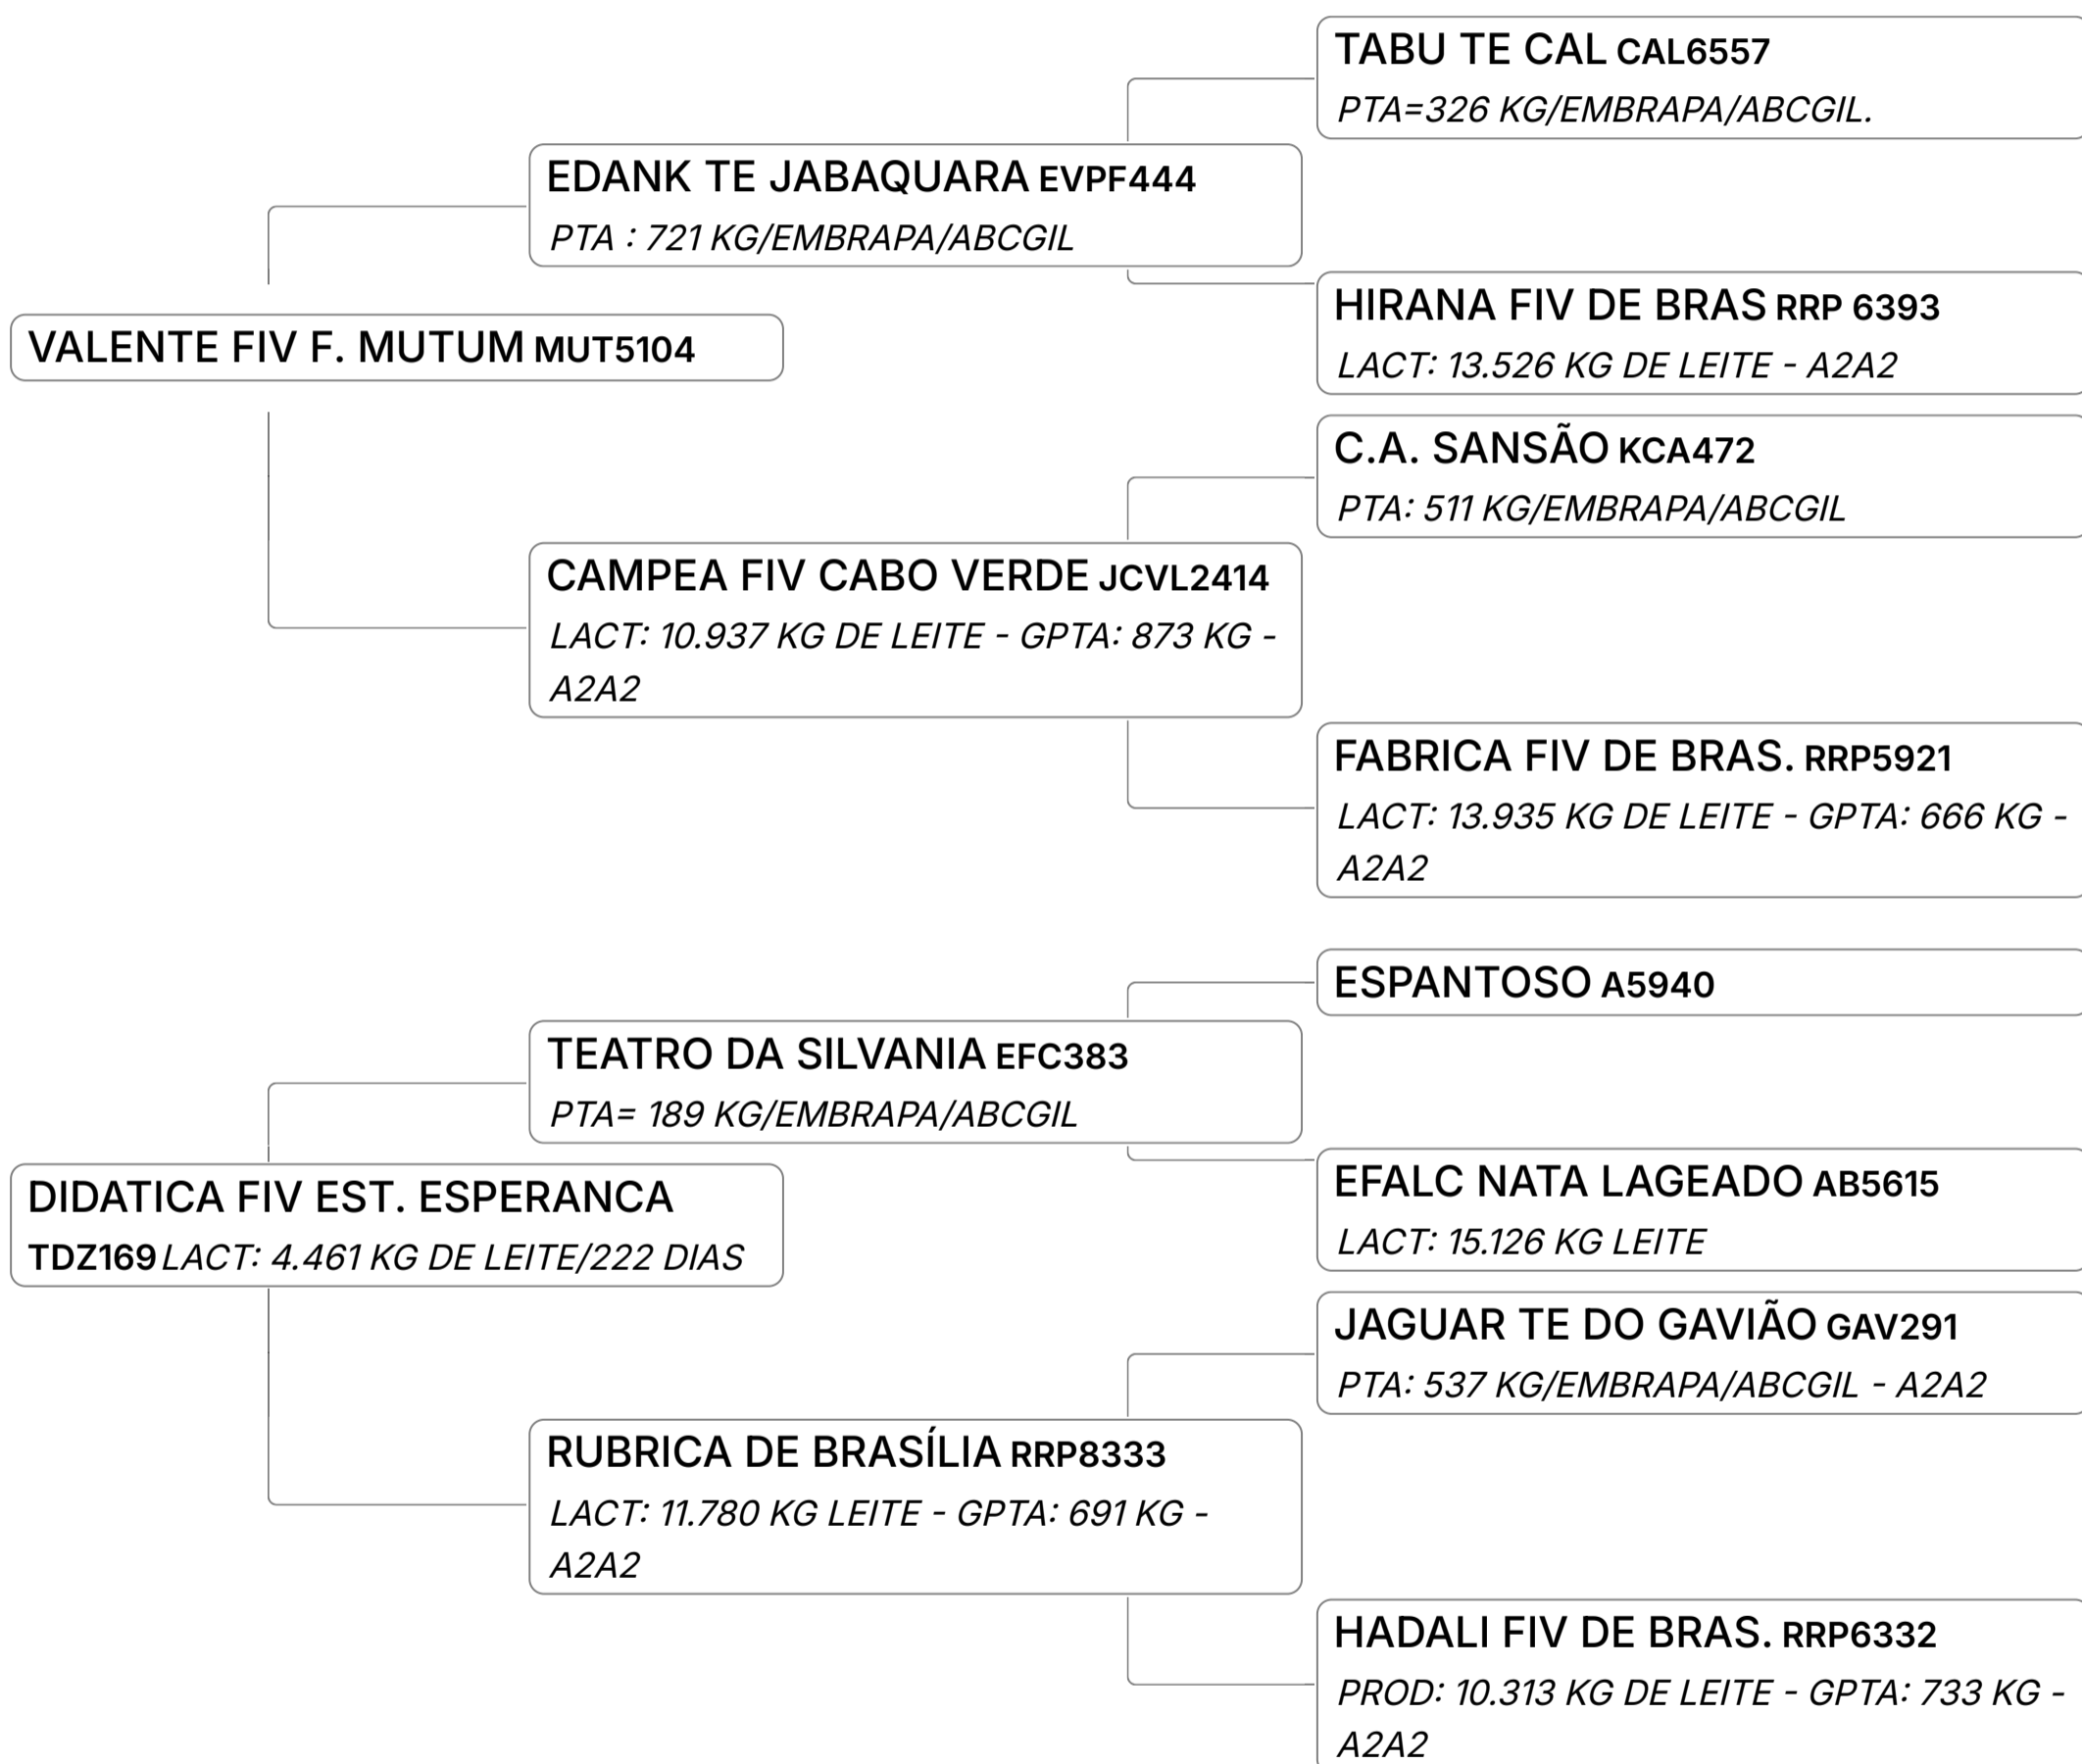 TABU TE CAL CAL6557
PTA=326 KG/EMBRAPA/ABCGIL.
EDANK TE JABAQUARA EVPF444
PTA : 721 KG/EMBRAPA/ABCGIL
HIRANA FIV DE BRAS RRP 6393
LACT: 13.526 KG DE LEITE - A2A2
VALENTE FIV F. MUTUM MUT5104
C.A. SANSÃO KCA472
PTA: 511 KG/EMBRAPA/ABCGIL
CAMPEA FIV CABO VERDE JCVL2414
LACT: 10.937 KG DE LEITE - GPTA: 873 KG -
A2A2
FABRICA FIV DE BRAS. RRP5921
LACT: 13.935 KG DE LEITE - GPTA: 666 KG -
A2A2
ESPANTOSO A5940
TEATRO DA SILVANIA EFC383
PTA= 189 KG/EMBRAPA/ABCGIL
EFALC NATA LAGEADO AB5615
LACT: 15.126 KG LEITE
DIDATICA FIV EST. ESPERANCA
TDZ169 LACT: 4.461 KG DE LEITE/222 DIAS
JAGUAR TE DO GAVIÃO GAV291
PTA: 537 KG/EMBRAPA/ABCGIL - A2A2
RUBRICA DE BRASÍLIA RRP8333
LACT: 11.780 KG LEITE - GPTA: 691 KG -
A2A2
HADALI FIV DE BRAS. RRP6332
PROD: 10.313 KG DE LEITE - GPTA: 733 KG -
A2A2